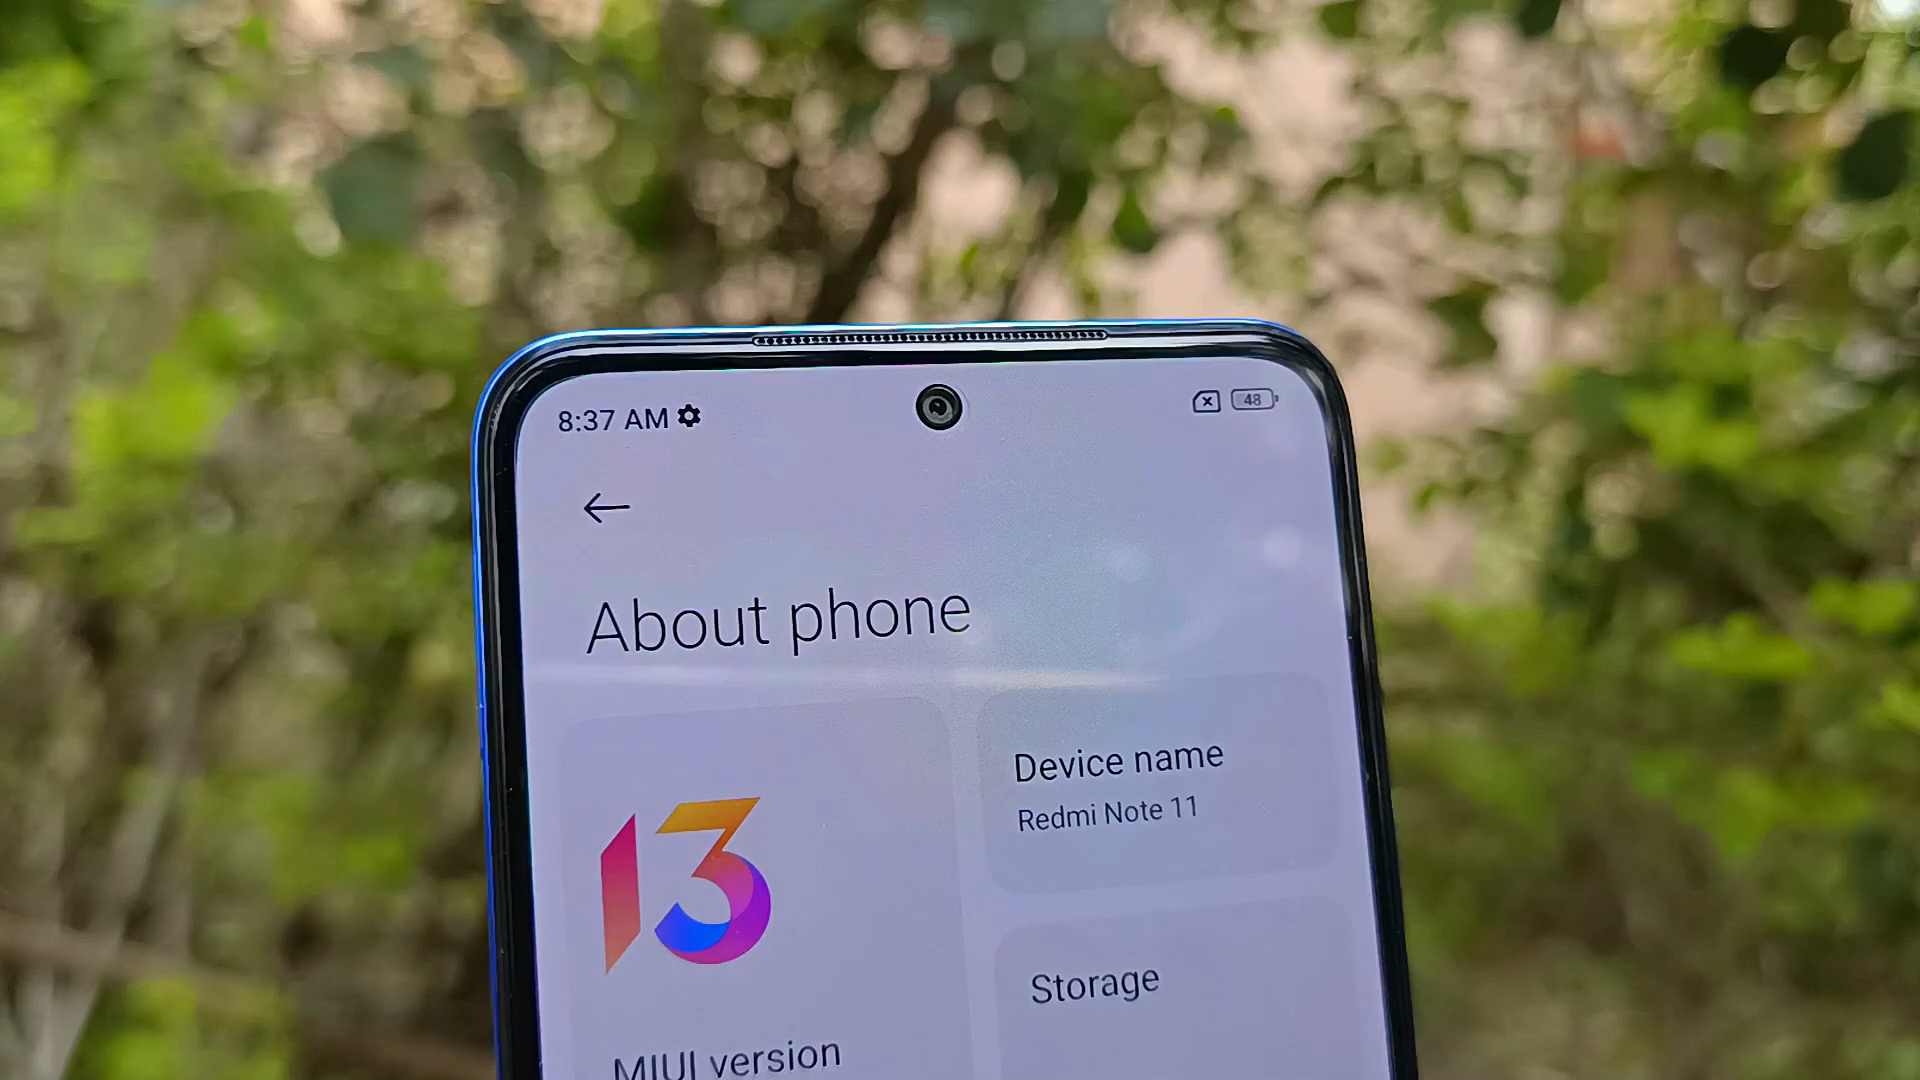 8:37 AM
48
About phone
13
Device name
Redmi Note 11
Storage
MIUI version